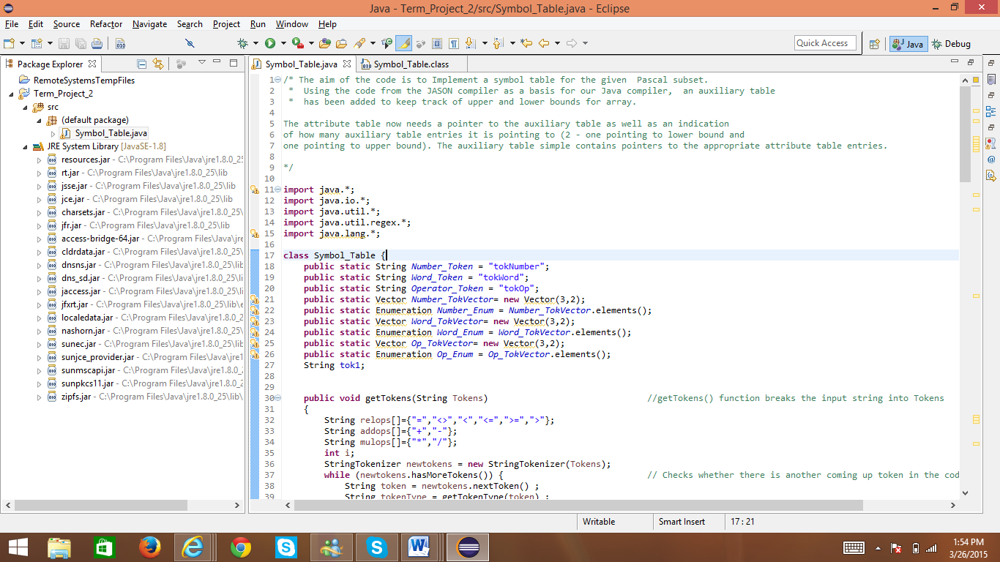 Java - Term_Project_2/src/Symbol_Table.java - Eclipse
File Edit Source Refactor Navigate Search Project Run Window Help
Quick Access
Java
Debug
Package Explorer
RemoteSystemsTempFiles
Term_Project_2
src
(default package)
Symbol_Table.java
JRE System Library [JavaSE-1.8]
resources.jar - C:\Program Files\Java\jre1.8.0_25\
rt.jar - C:\Program Files\Java\jre1.8.0_25\lib
jsse.jar - C:\Program Files\Java\jre1.8.0_25\lib
jce.jar - C:\Program Files\Java\jre1.8.0_25\lib
charsets.jar - C:\Program Files\Java\jre1.8.0_25\
jfr.jar - C:\Program Files\Java\jre1.8.0_25\lib
access-bridge-64.jar - C:\Program Files\Java\jre
cldrdata.jar - C:\Program Files\Java\jre1.8.0_25\
dnsns.jar - C:\Program Files\Java\jre1.8.0_25\lib
dns_sd.jar - C:\Program Files\Java\jre1.8.0_25\li
jaccess.jar - C:\Program Files\Java\jre1.8.0_25\li
jfxrt.jar - C:\Program Files\Java\jre1.8.0_25\lib\e
localedata.jar - C:\Program Files\Java\jre1.8.0_2
nashorn.jar - C:\Program Files\Java\jre1.8.0_25\l
sunec.jar - C:\Program Files\Java\jre1.8.0_25\lib
sunjce_provider.jar - C:\Program Files\Java\jre1
sunmscapi.jar - C:\Program Files\Java\jre1.8.0_2
sunpkcs11.jar - C:\Program Files\Java\jre1.8.0_2
zipfs.jar - C:\Program Files\Java\jre1.8.0_25\lib\
Symbol_Table.java
Symbol_Table.class
1 /* The aim of the code is to Implement a symbol table for the given  Pascal subset.
2  *  Using the code from the JASON compiler as a basis for our Java compiler,  an auxiliary table
3  *  has been added to keep track of upper and lower bounds for array.
4
5 The attribute table now needs a pointer to the auxiliary table as well as an indication
6 of how many auxiliary table entries it is pointing to (2 - one pointing to lower bound and
7 one pointing to upper bound). The auxiliary table simple contains pointers to the appropriate attribute table entries.
8
9 */
10
11 import java.*;
12 import java.io.*;
13 import java.util.*;
14 import java.util.regex.*;
15 import java.lang.*;
16
17 class Symbol_Table {
18     public static String Number_Token = "tokNumber";
19     public static String Word_Token = "tokWord";
20     public static String Operator_Token = "tokOp";
21     public static Vector Number_TokVector= new Vector(3,2);
22     public static Enumeration Number_Enum = Number_TokVector.elements();
23     public static Vector Word_TokVector= new Vector(3,2);
24     public static Enumeration Word_Enum = Word_TokVector.elements();
25     public static Vector Op_TokVector= new Vector(3,2);
26     public static Enumeration Op_Enum = Op_TokVector.elements();
27     String tok1;
28
29
30     public void getTokens(String Tokens) //getTokens() function breaks the input string into Tokens
31     {
32         String relops[]={"=","<>","<","<=",">=",">"};
33         String addops[]={"+","-"};
34         String mulops[]={"*","/"};
35         int i;
36         StringTokenizer newtokens = new StringTokenizer(Tokens);
37         while (newtokens.hasMoreTokens()) { // Checks whether there is another coming up token in the cod
38             String token = newtokens.nextToken() ;
39             String tokenType = getTokenType(token) ;
Writable
Smart Insert
17 : 21
1:54 PM
3/26/2015